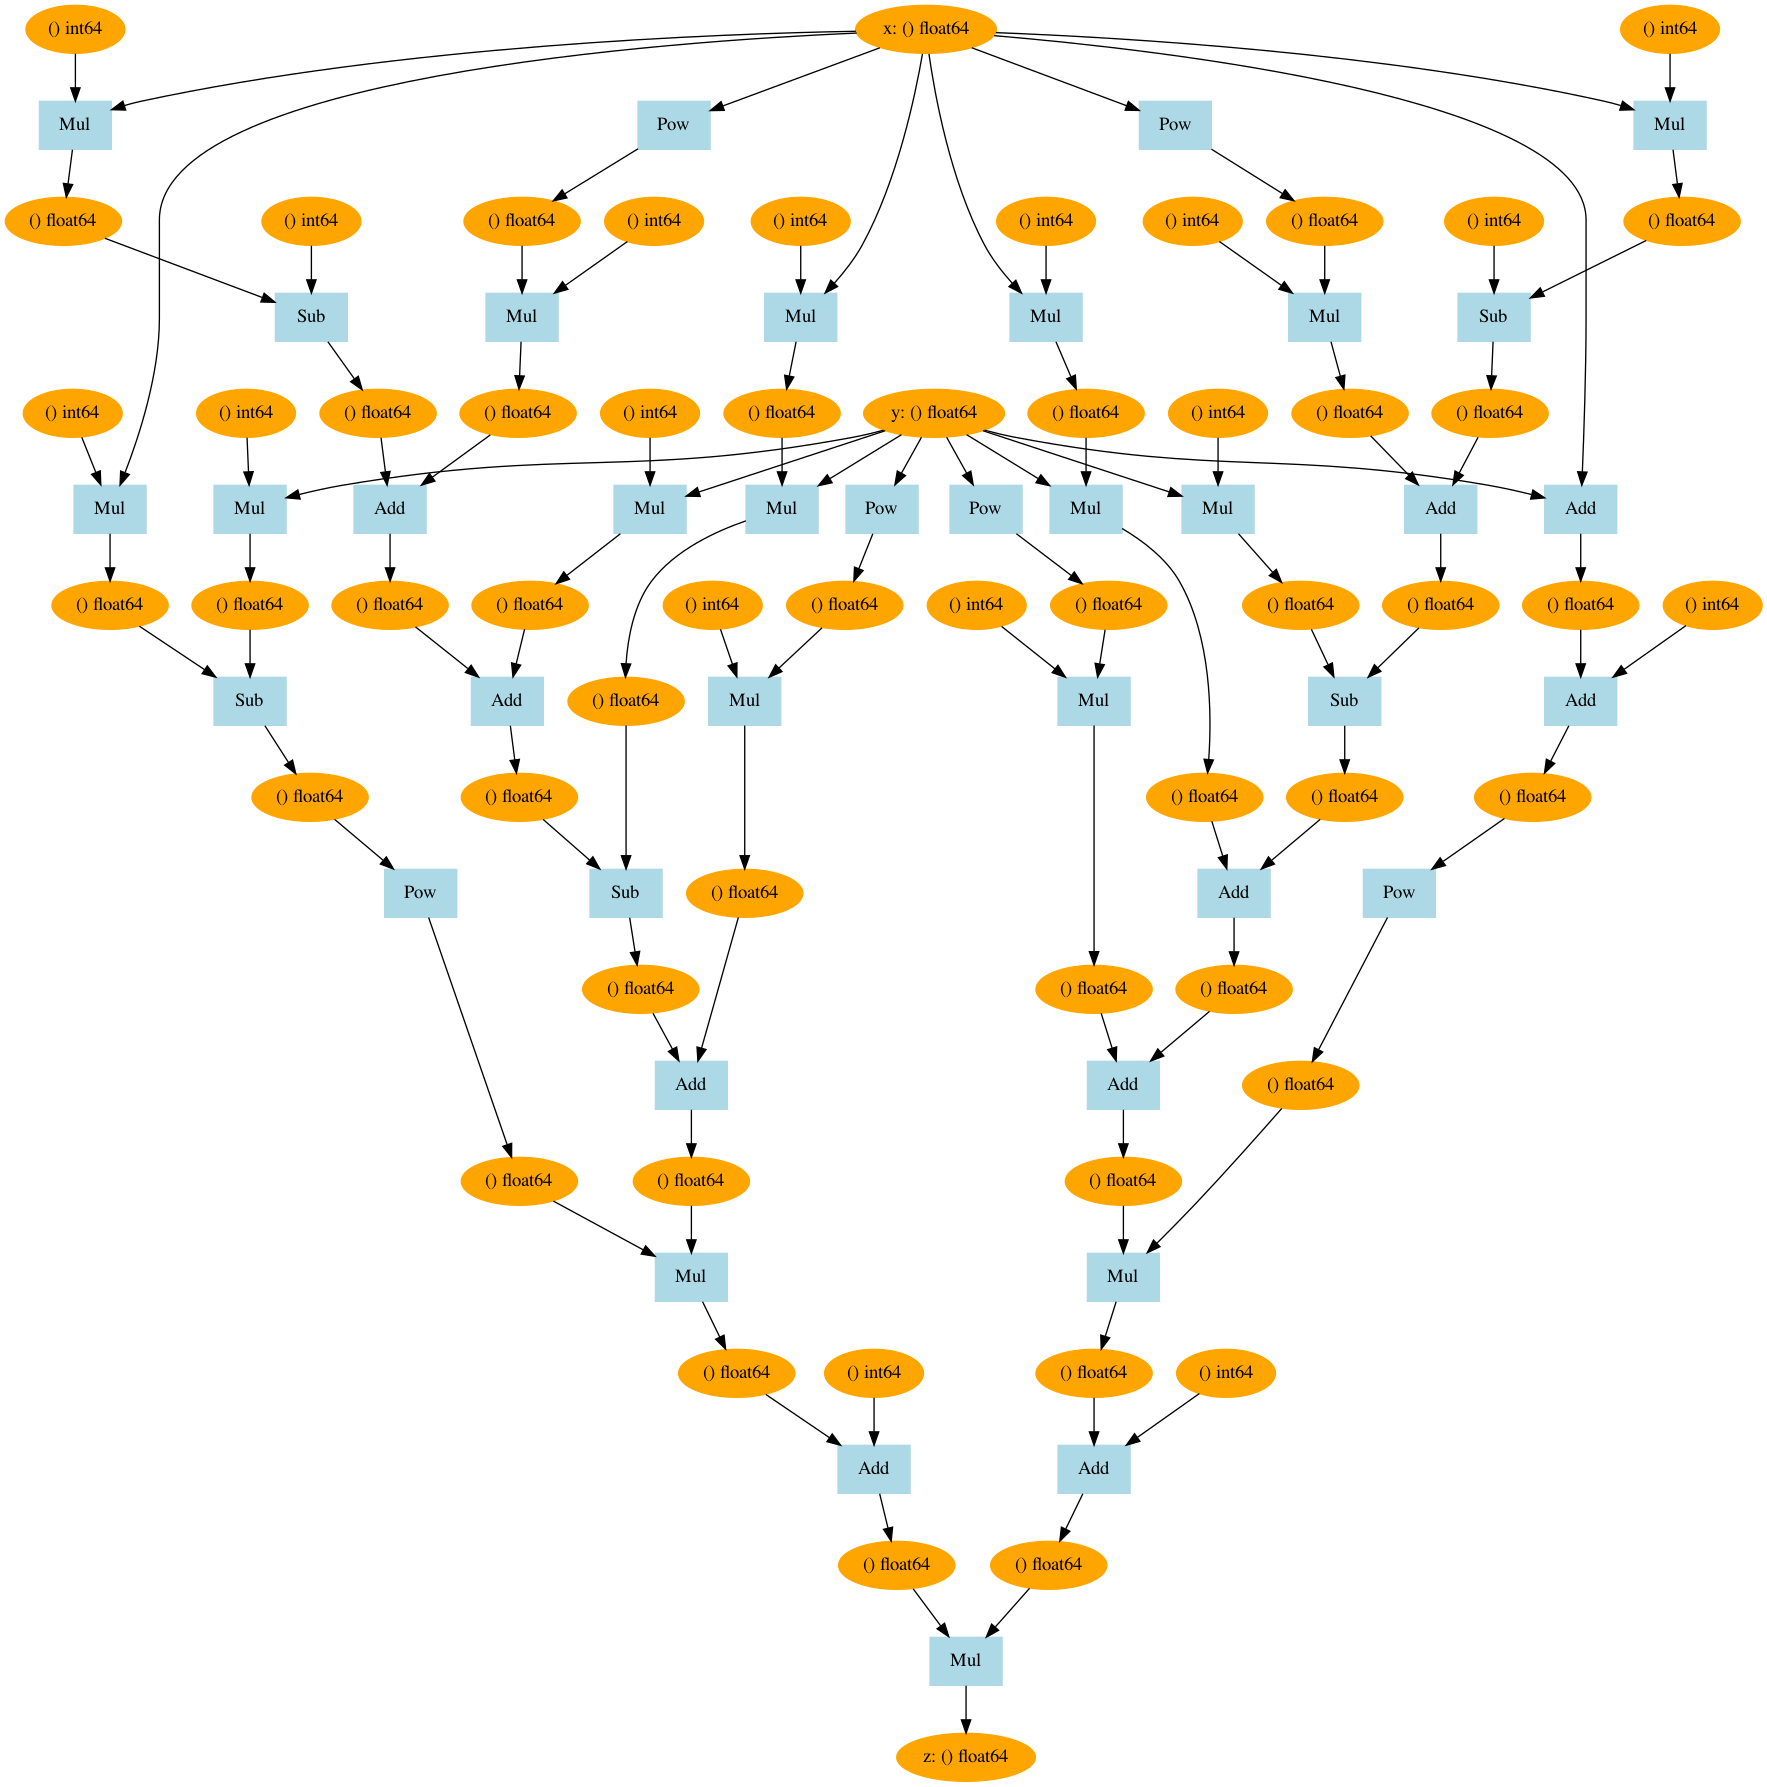 () int64
x: () float64
() int64
Mul
Pow
Pow
Mul
() float64
() int64
() float64
() int64
() int64
() int64
() int64
() float64
() int64
() float64
Sub
Mul
Mul
Mul
Mul
Sub
() int64
() int64
() float64
() float64
() int64
() float64
y: () float64
() float64
() int64
() float64
() float64
Mul
Mul
Add
Mul
Mul
Pow
Pow
Mul
Mul
Add
Add
() float64
() float64
() float64
() float64
() int64
() float64
() int64
() float64
() float64
() float64
() float64
() int64
Sub
Add
() float64
Mul
Mul
Sub
Add
() float64
() float64
() float64
() float64
() float64
Pow
Sub
() float64
Add
Pow
() float64
() float64
() float64
Add
Add
() float64
() float64
() float64
() float64
Mul
Mul
() float64
() int64
() float64
() int64
Add
Add
() float64
() float64
Mul
z: () float64